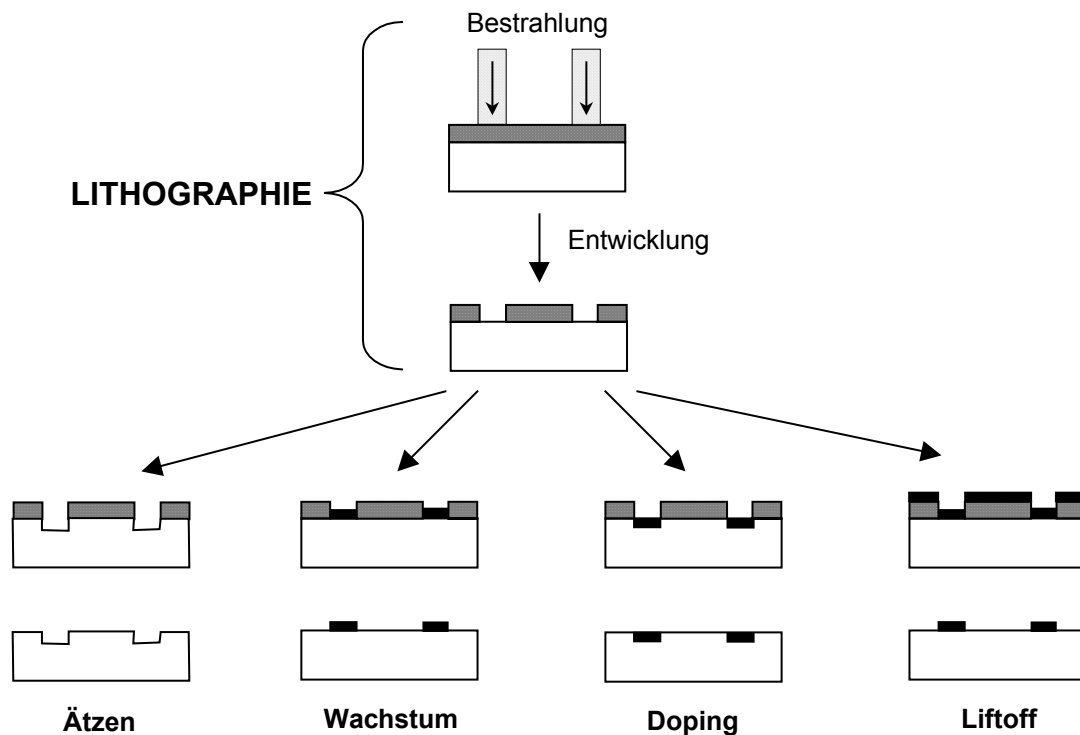 Bestrahlung
LITHOGRAPHIE
Entwicklung
Ätzen
Wachstum
Doping
Liftoff